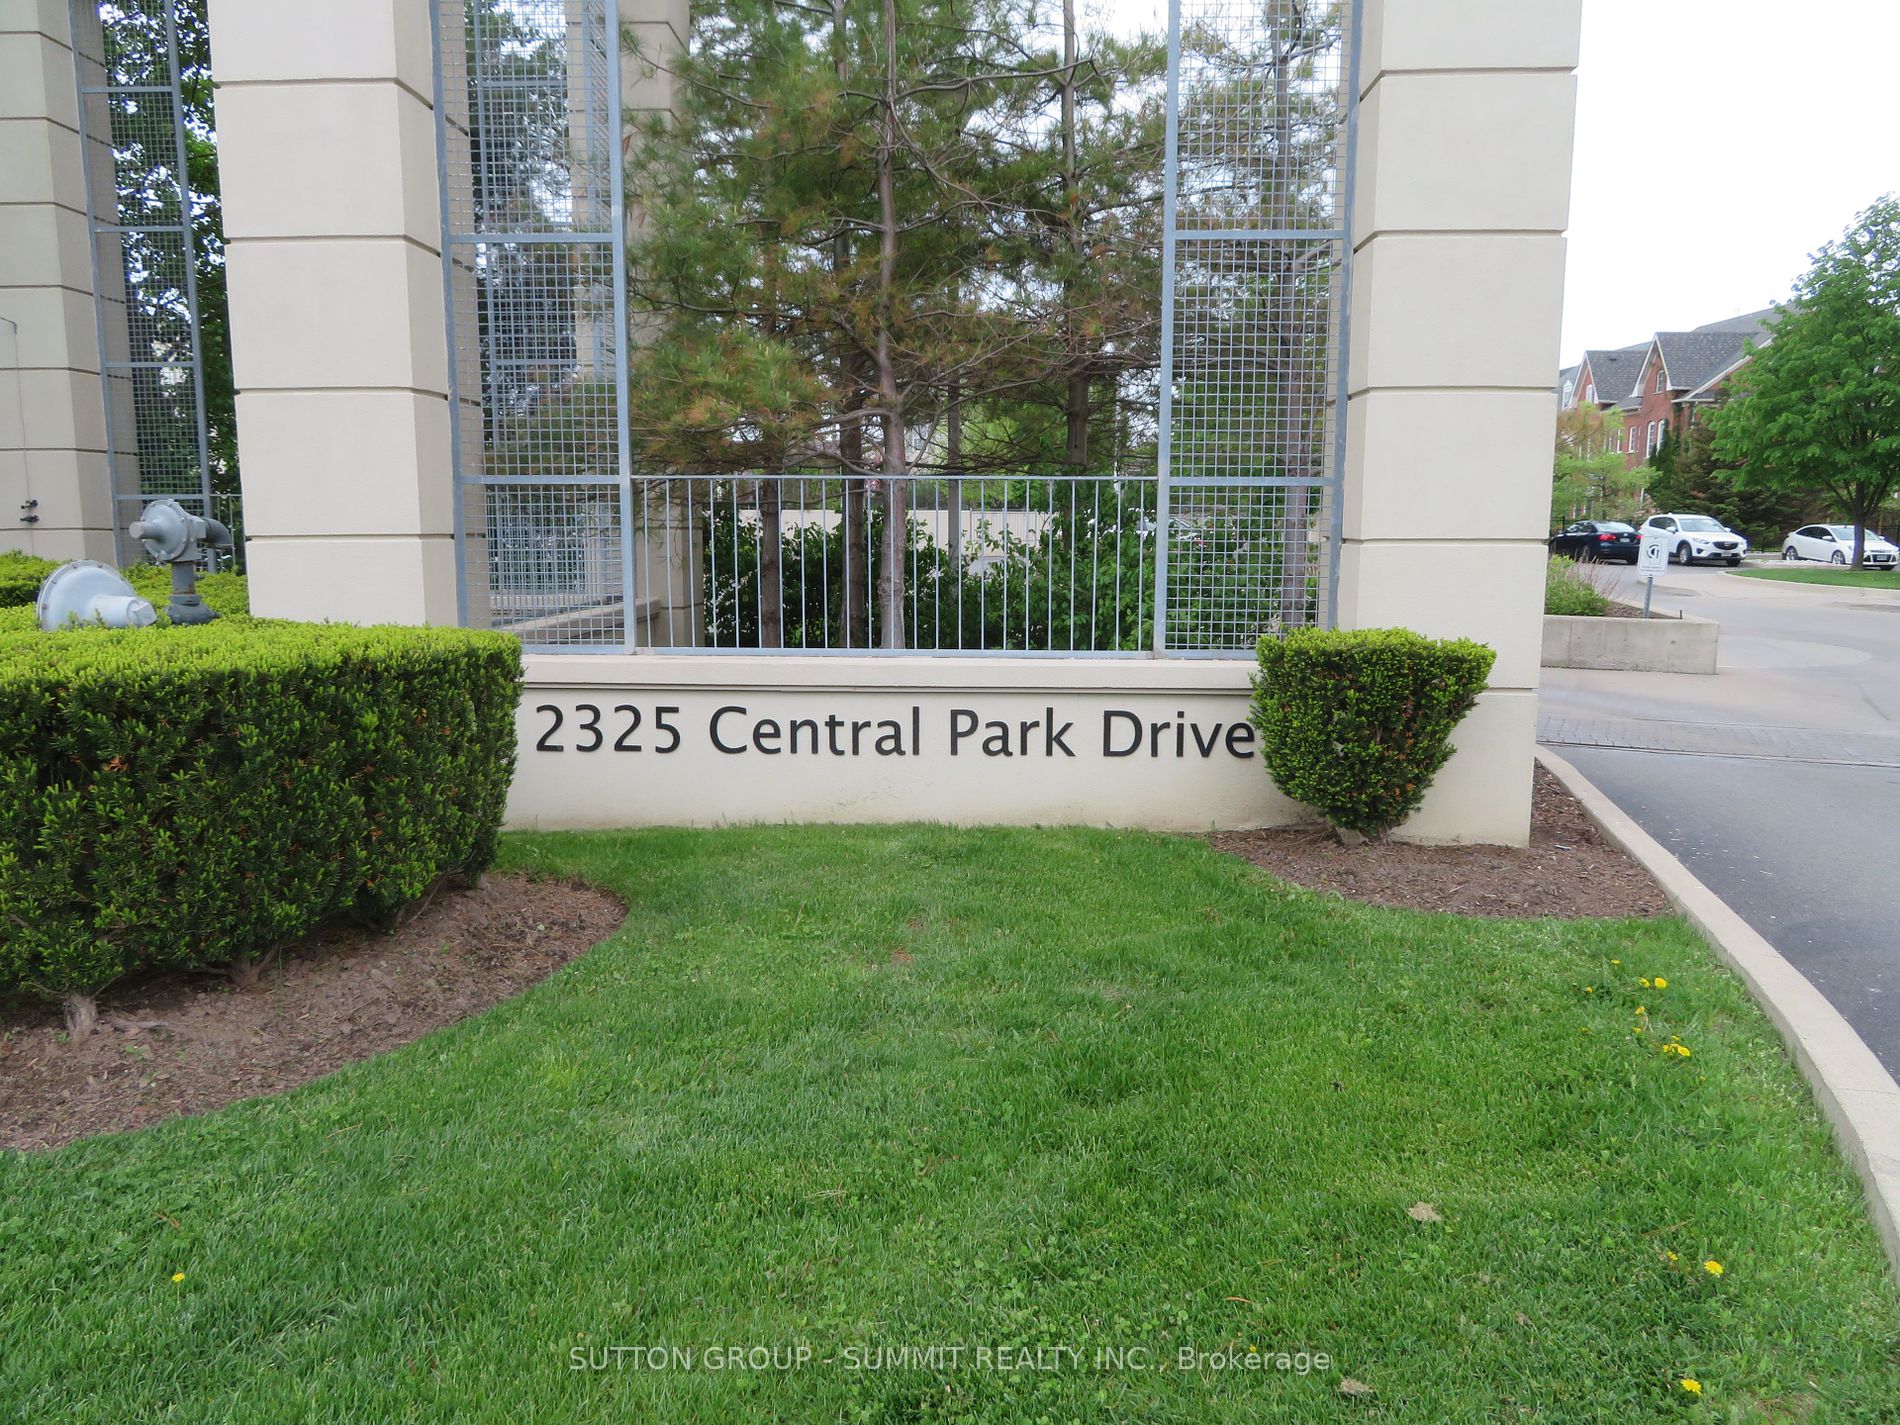 2325 Central Park Drive
SUTTON GROUP - SUMMIT REALTY INC., Brokerage